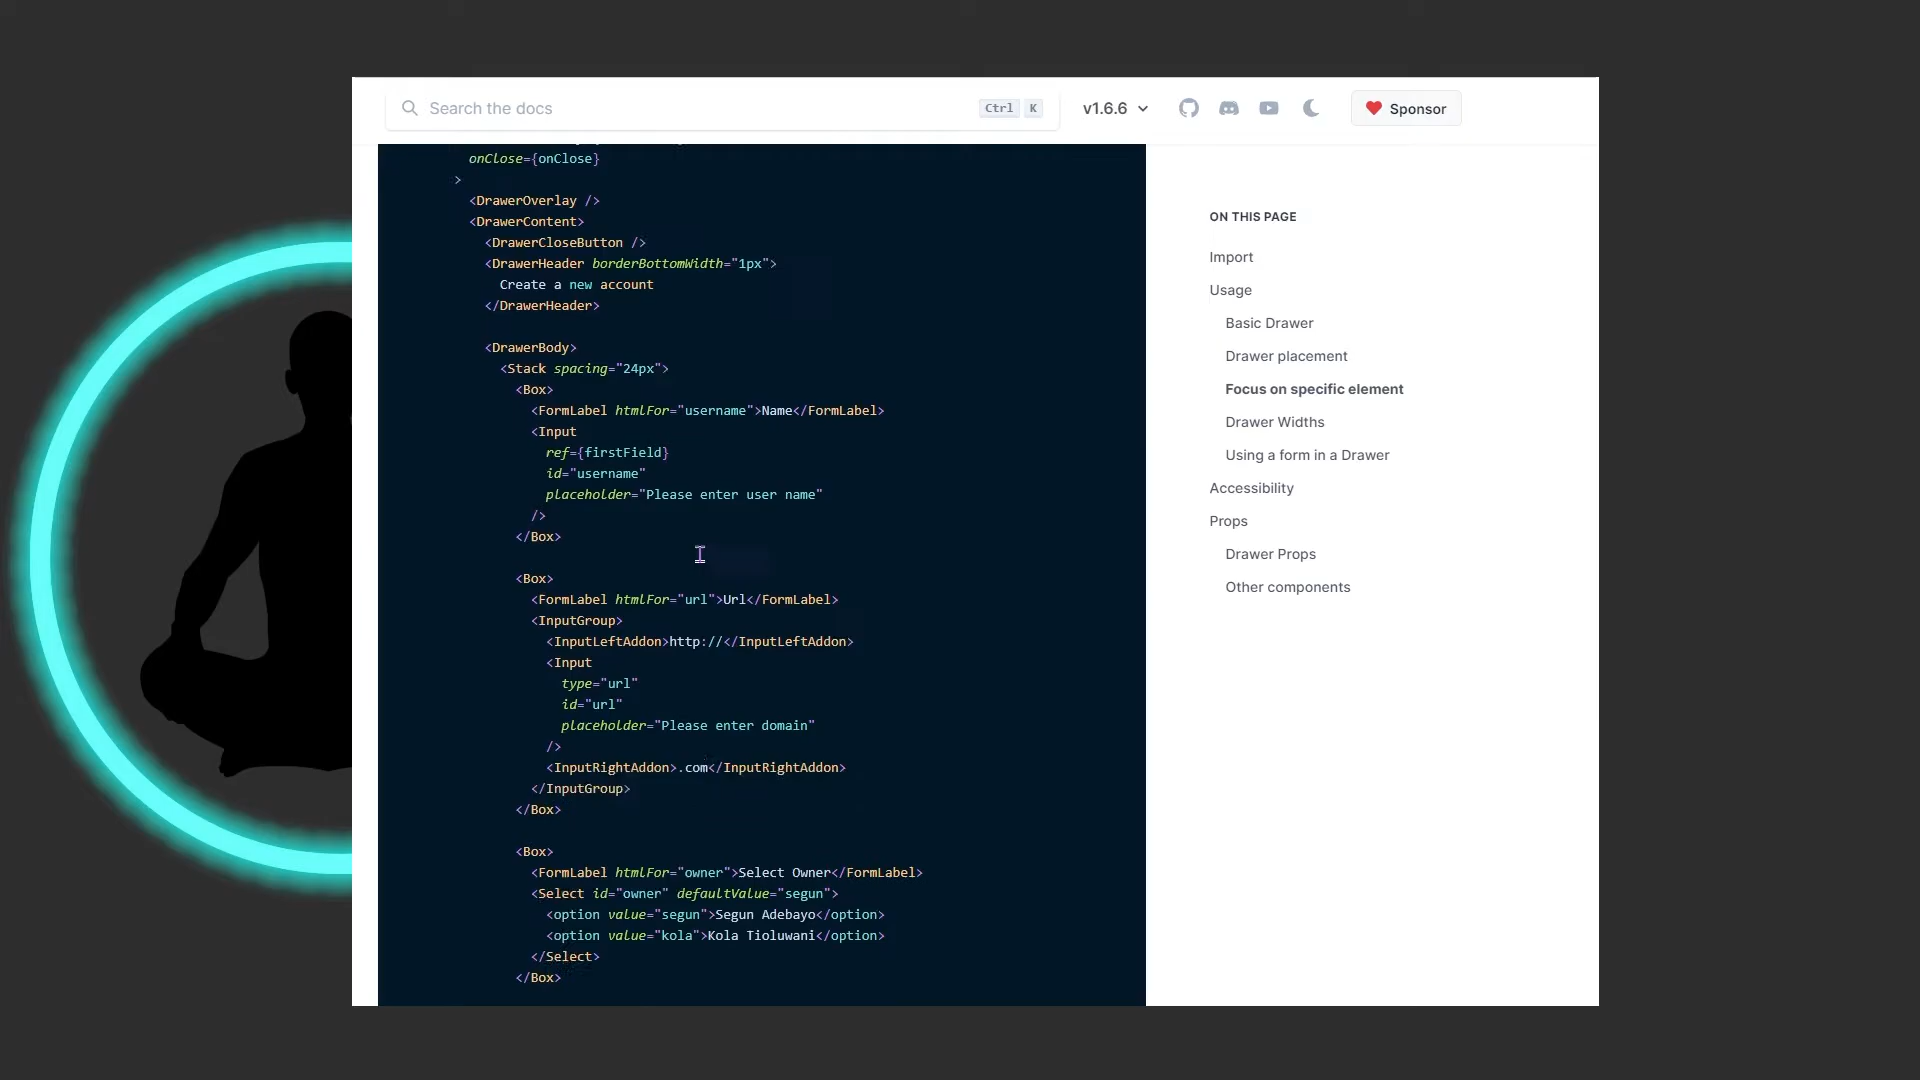 Search the docs
Ctrl K
v1.6.6
Sponsor
onClose={onClose}
>
<DrawerOverlay />
<DrawerContent>
<DrawerCloseButton />
<DrawerHeader borderBottomWidth="1px">
Create a new account
</DrawerHeader>
<DrawerBody>
<Stack spacing="24px">
<Box>
<FormLabel htmlFor="username">Name</FormLabel>
<Input
ref={firstField}
id="username"
placeholder="Please enter user name"
/>
</Box>
<Box>
<FormLabel htmlFor="url">Url</FormLabel>
<InputGroup>
<InputLeftAddon>http://</InputLeftAddon>
<Input
type="url"
id="url"
placeholder="Please enter domain"
/>
<InputRightAddon>.com</InputRightAddon>
</InputGroup>
</Box>
<Box>
<FormLabel htmlFor="owner">Select Owner</FormLabel>
<Select id="owner" defaultValue="segun">
<option value="segun">Segun Adebayo</option>
<option value="kola">Kola Tioluwani</option>
</Select>
</Box>
ON THIS PAGE
Import
Usage
Basic Drawer
Drawer placement
Focus on specific element
Drawer Widths
Using a form in a Drawer
Accessibility
Props
Drawer Props
Other components